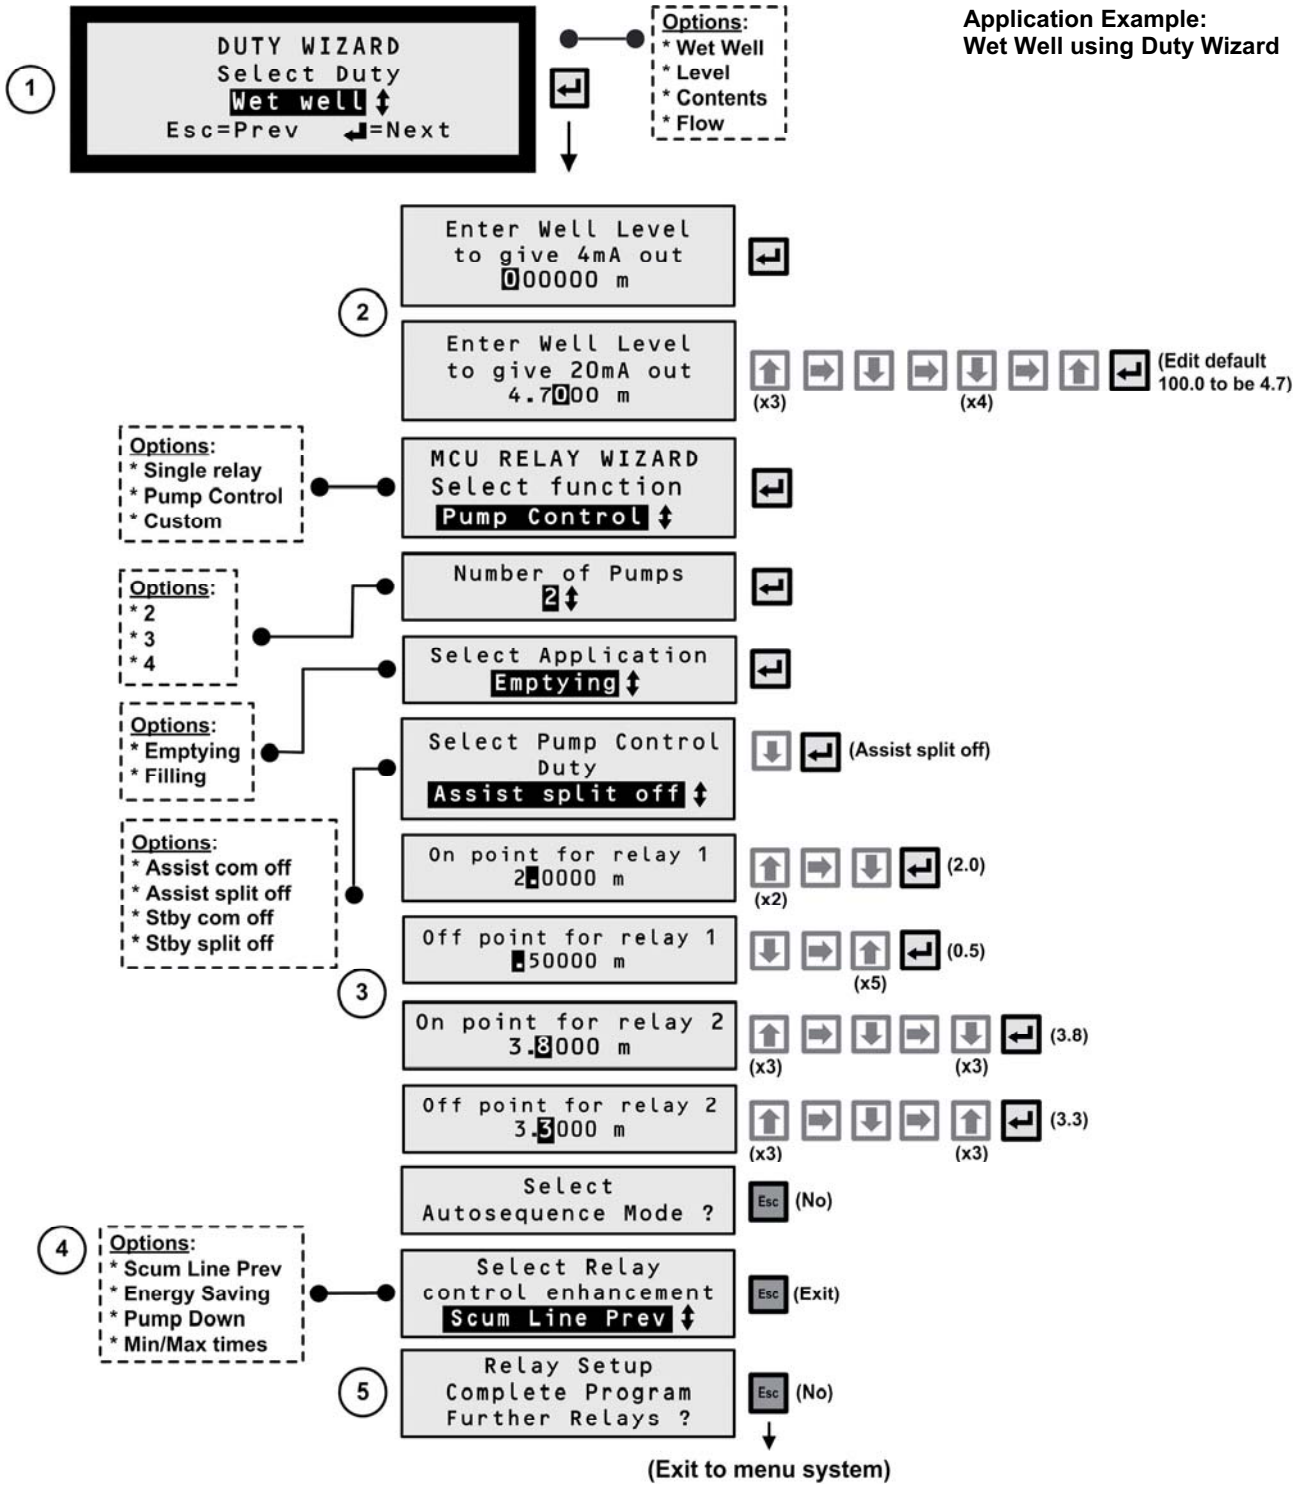 Application Example:
Wet Well using Duty Wizard
1
DUTY WIZARD
Select Duty
Wet well
Esc=Prev =Next
Options:
* Wet Well
* Level
* Contents
* Flow
2
Enter Well Level
to give 4mA out
000000 m
Enter Well Level
to give 20mA out
4.7000 m
(x3)
(x4)
(Edit default
100.0 to be 4.7)
Options:
* Single relay
* Pump Control
* Custom
MCU RELAY WIZARD
Select function
Pump Control
Options:
* 2
* 3
* 4
Number of Pumps
2
Options:
* Emptying
* Filling
Select Application
Emptying
Options:
* Assist com off
* Assist split off
* Stby com off
* Stby split off
Select Pump Control
Duty
Assist split off
(Assist split off)
3
On point for relay 1
2.0000 m
(x2)
(2.0)
Off point for relay 1
.50000 m
(x5)
(0.5)
On point for relay 2
3.8000 m
(x3)
(x3)
(3.8)
Off point for relay 2
3.3000 m
(x3)
(x3)
(3.3)
Select
Autosequence Mode ?
Esc
(No)
4
Options:
* Scum Line Prev
* Energy Saving
* Pump Down
* Min/Max times
Select Relay
control enhancement
Scum Line Prev
Esc
(Exit)
5
Relay Setup
Complete Program
Further Relays ?
Esc
(No)
(Exit to menu system)